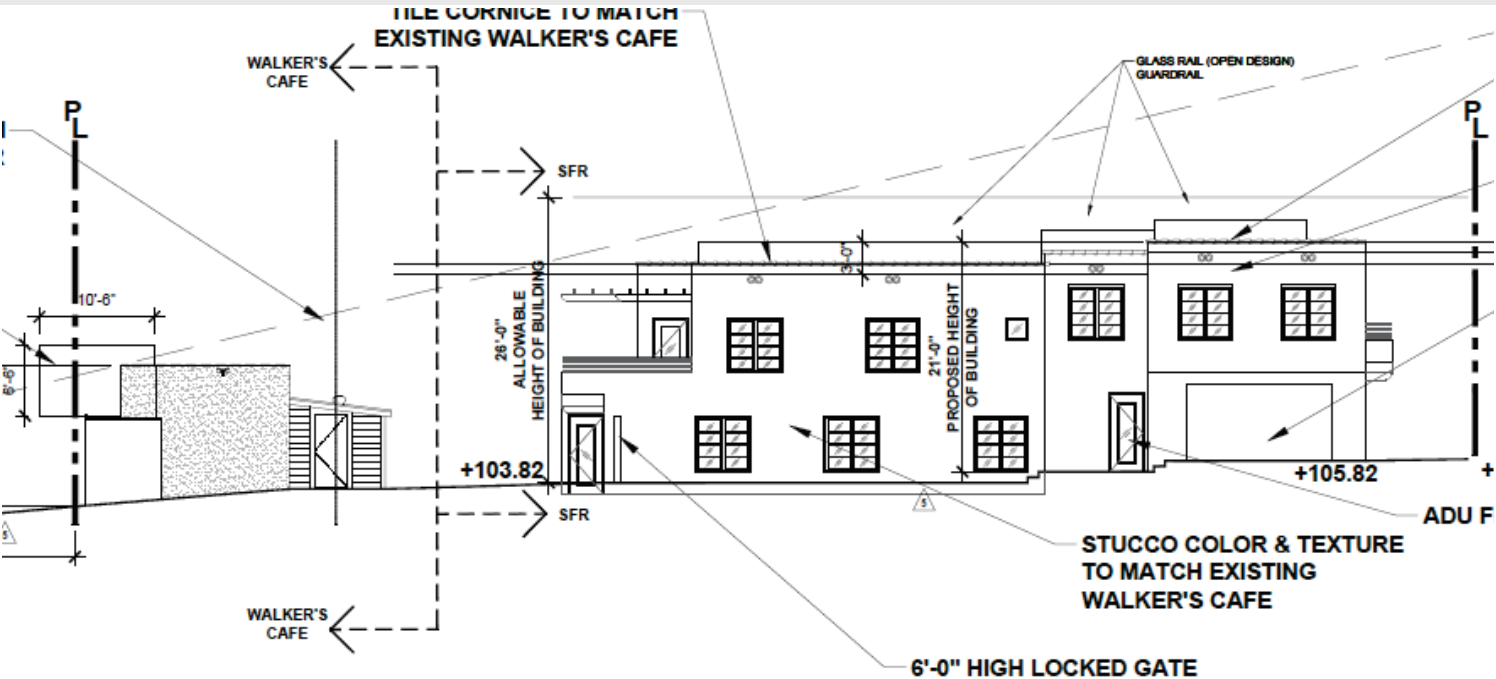 TILE CORNICE TO MATCH
EXISTING WALKER'S CAFE
WALKER'S
CAFE
GLASS RAIL (OPEN DESIGN)
GUARDRAIL
PL
PL
SFR
10'-6"
6'-6"
26'-0"
ALLOWABLE
HEIGHT OF BUILDING
3'-0"
21'-0"
PROPOSED HEIGHT
OF BUILDING
+103.82
+105.82
5
5
SFR
ADU
STUCCO COLOR & TEXTURE
TO MATCH EXISTING
WALKER'S CAFE
WALKER'S
CAFE
6'-0" HIGH LOCKED GATE